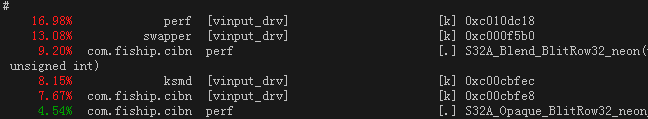 #
16.98% perf [vinput_drv] [k] 0xc010dc18
13.08% swapper [vinput_drv] [k] 0xc000f5b0
9.20% com.fiship.cibn perf [.] S32A_Blend_BlitRow32_neon(
unsigned int)
8.15% ksmd [vinput_drv] [k] 0xc00cbfec
7.67% com.fiship.cibn [vinput_drv] [k] 0xc00cbfe8
4.54% com.fiship.cibn perf [.] S32A_Opaque_BlitRow32_neon